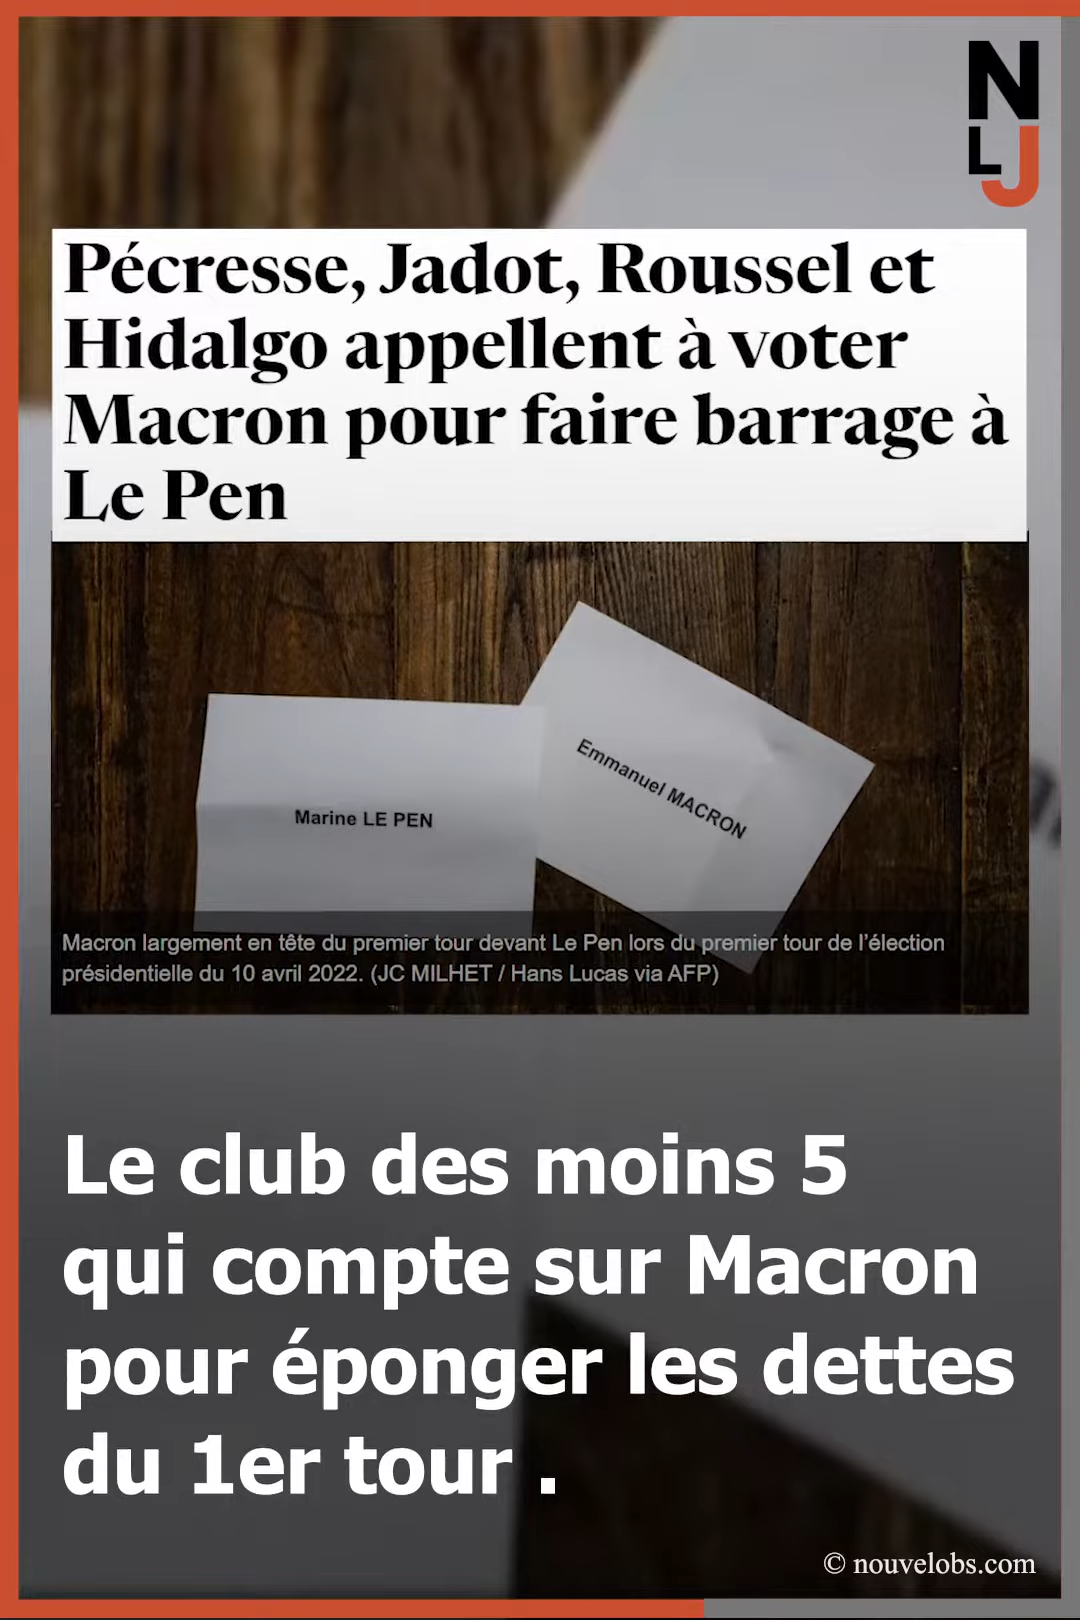 N
LJ
Pécresse, Jadot, Roussel et
Hidalgo appellent à voter
Macron pour faire barrage à
Le Pen
Marine LE PEN
Emmanuel MACRON
Macron largement en tête du premier tour devant Le Pen lors du premier tour de l’élection
présidentielle du 10 avril 2022. (JC MILHET / Hans Lucas via AFP)
Le club des moins 5
qui compte sur Macron
pour éponger les dettes
du 1er tour .
© nouvelobs.com